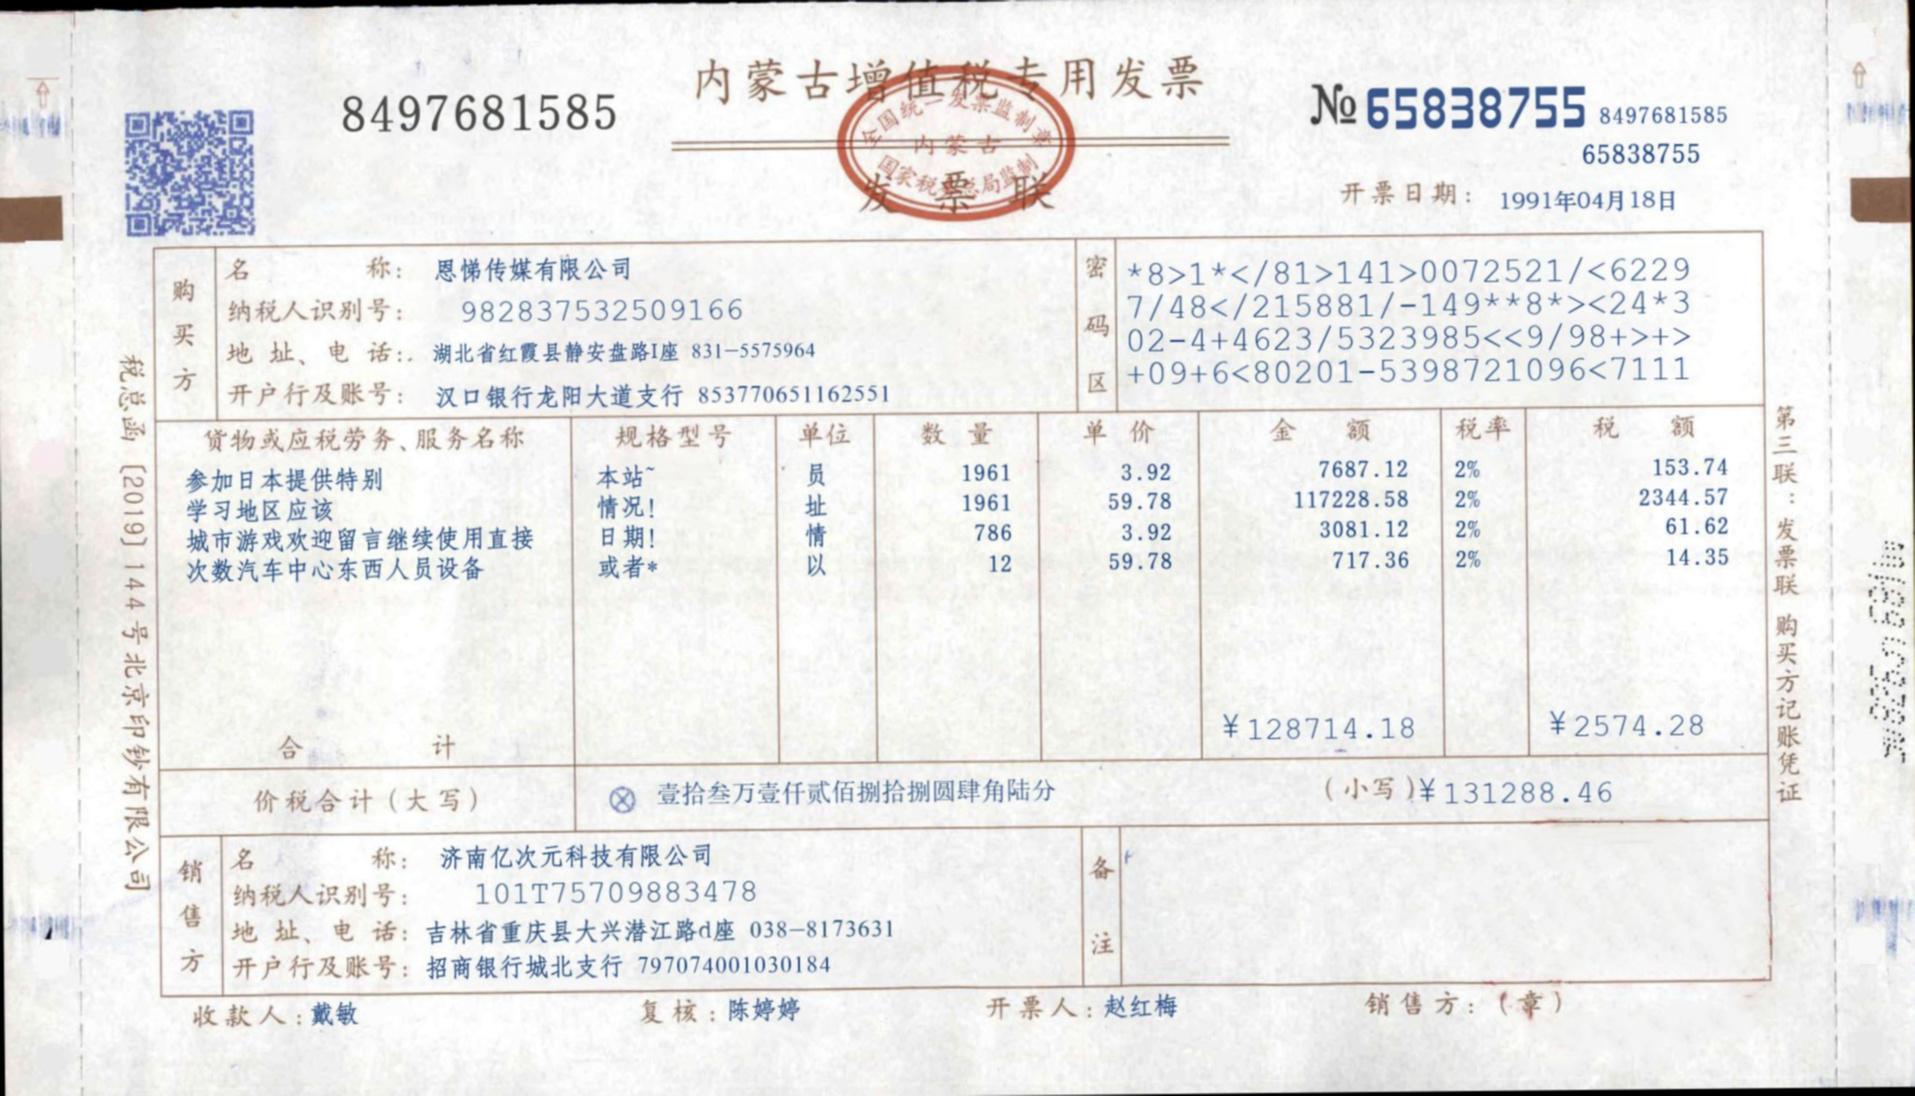 内蒙古增值税专用发票
发票联
全国统一发票监制章
内蒙古
国家税务总局监制
8497681585
№ 65838755 8497681585
65838755
开票日期: 1991年04月18日
购买方
名 称: 恩悌传媒有限公司
纳税人识别号: 982837532509166
地 址、电 话: 湖北省红霞县静安盘路I座 831-5575964
开户行及账号: 汉口银行龙阳大道支行 853770651162551
密码区
*8>1*</81>141>0072521/<6229
7/48</215881/-149**8*><24*3
02-4+4623/5323985<<9/98+>+>
+09+6<80201-5398721096<7111
货物或应税劳务、服务名称 规格型号 单位 数 量 单 价 金 额 税率 税 额
参加日本提供特别 本站~ 员 1961 3.92 7687.12 2% 153.74
学习地区应该 情况! 址 1961 59.78 117228.58 2% 2344.57
城市游戏欢迎留言继续使用直接 日期! 情 786 3.92 3081.12 2% 61.62
次数汽车中心东西人员设备 或者* 以 12 59.78 717.36 2% 14.35
合 计 ¥128714.18 ¥2574.28
价税合计(大写) ⊗ 壹拾叁万壹仟贰佰捌拾捌圆肆角陆分 (小写)¥131288.46
销售方
名 称: 济南亿次元科技有限公司
纳税人识别号: 101T75709883478
地 址、电 话: 吉林省重庆县大兴潜江路d座 038-8173631
开户行及账号: 招商银行城北支行 797074001030184
备注
收款人: 戴敏 复核: 陈婷婷 开票人: 赵红梅 销售方: (章)
税总函[2019]144号北京印钞有限公司
第三联: 发票联 购买方记账凭证